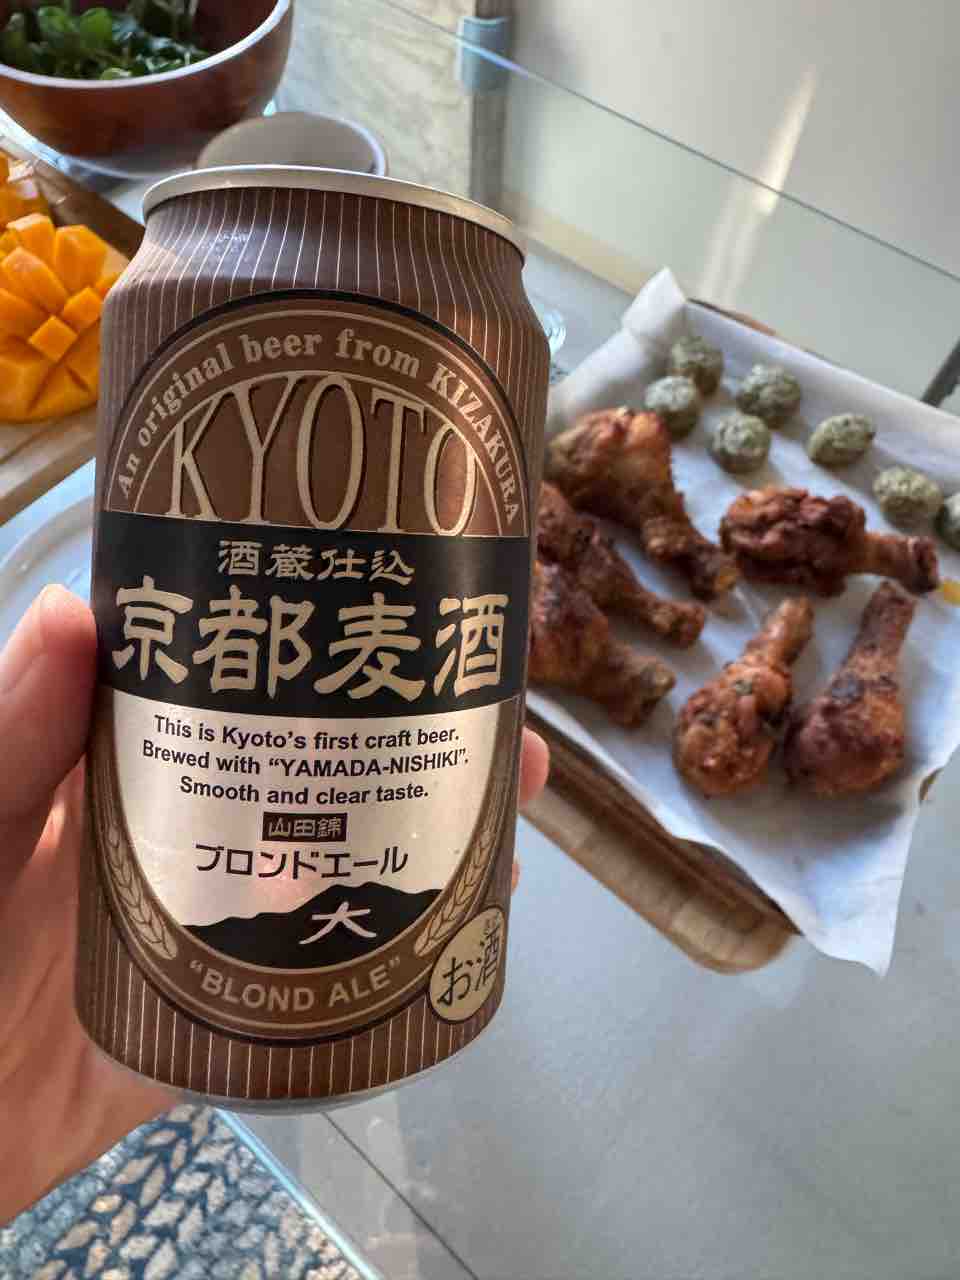 An original beer from KIZAKURA
KYOTO
酒蔵仕込
京都麦酒
This is Kyoto's first craft beer.
Brewed with “YAMADA-NISHIKI”.
Smooth and clear taste.
山田錦
ブロンドエール
大
“BLOND ALE”
お酒